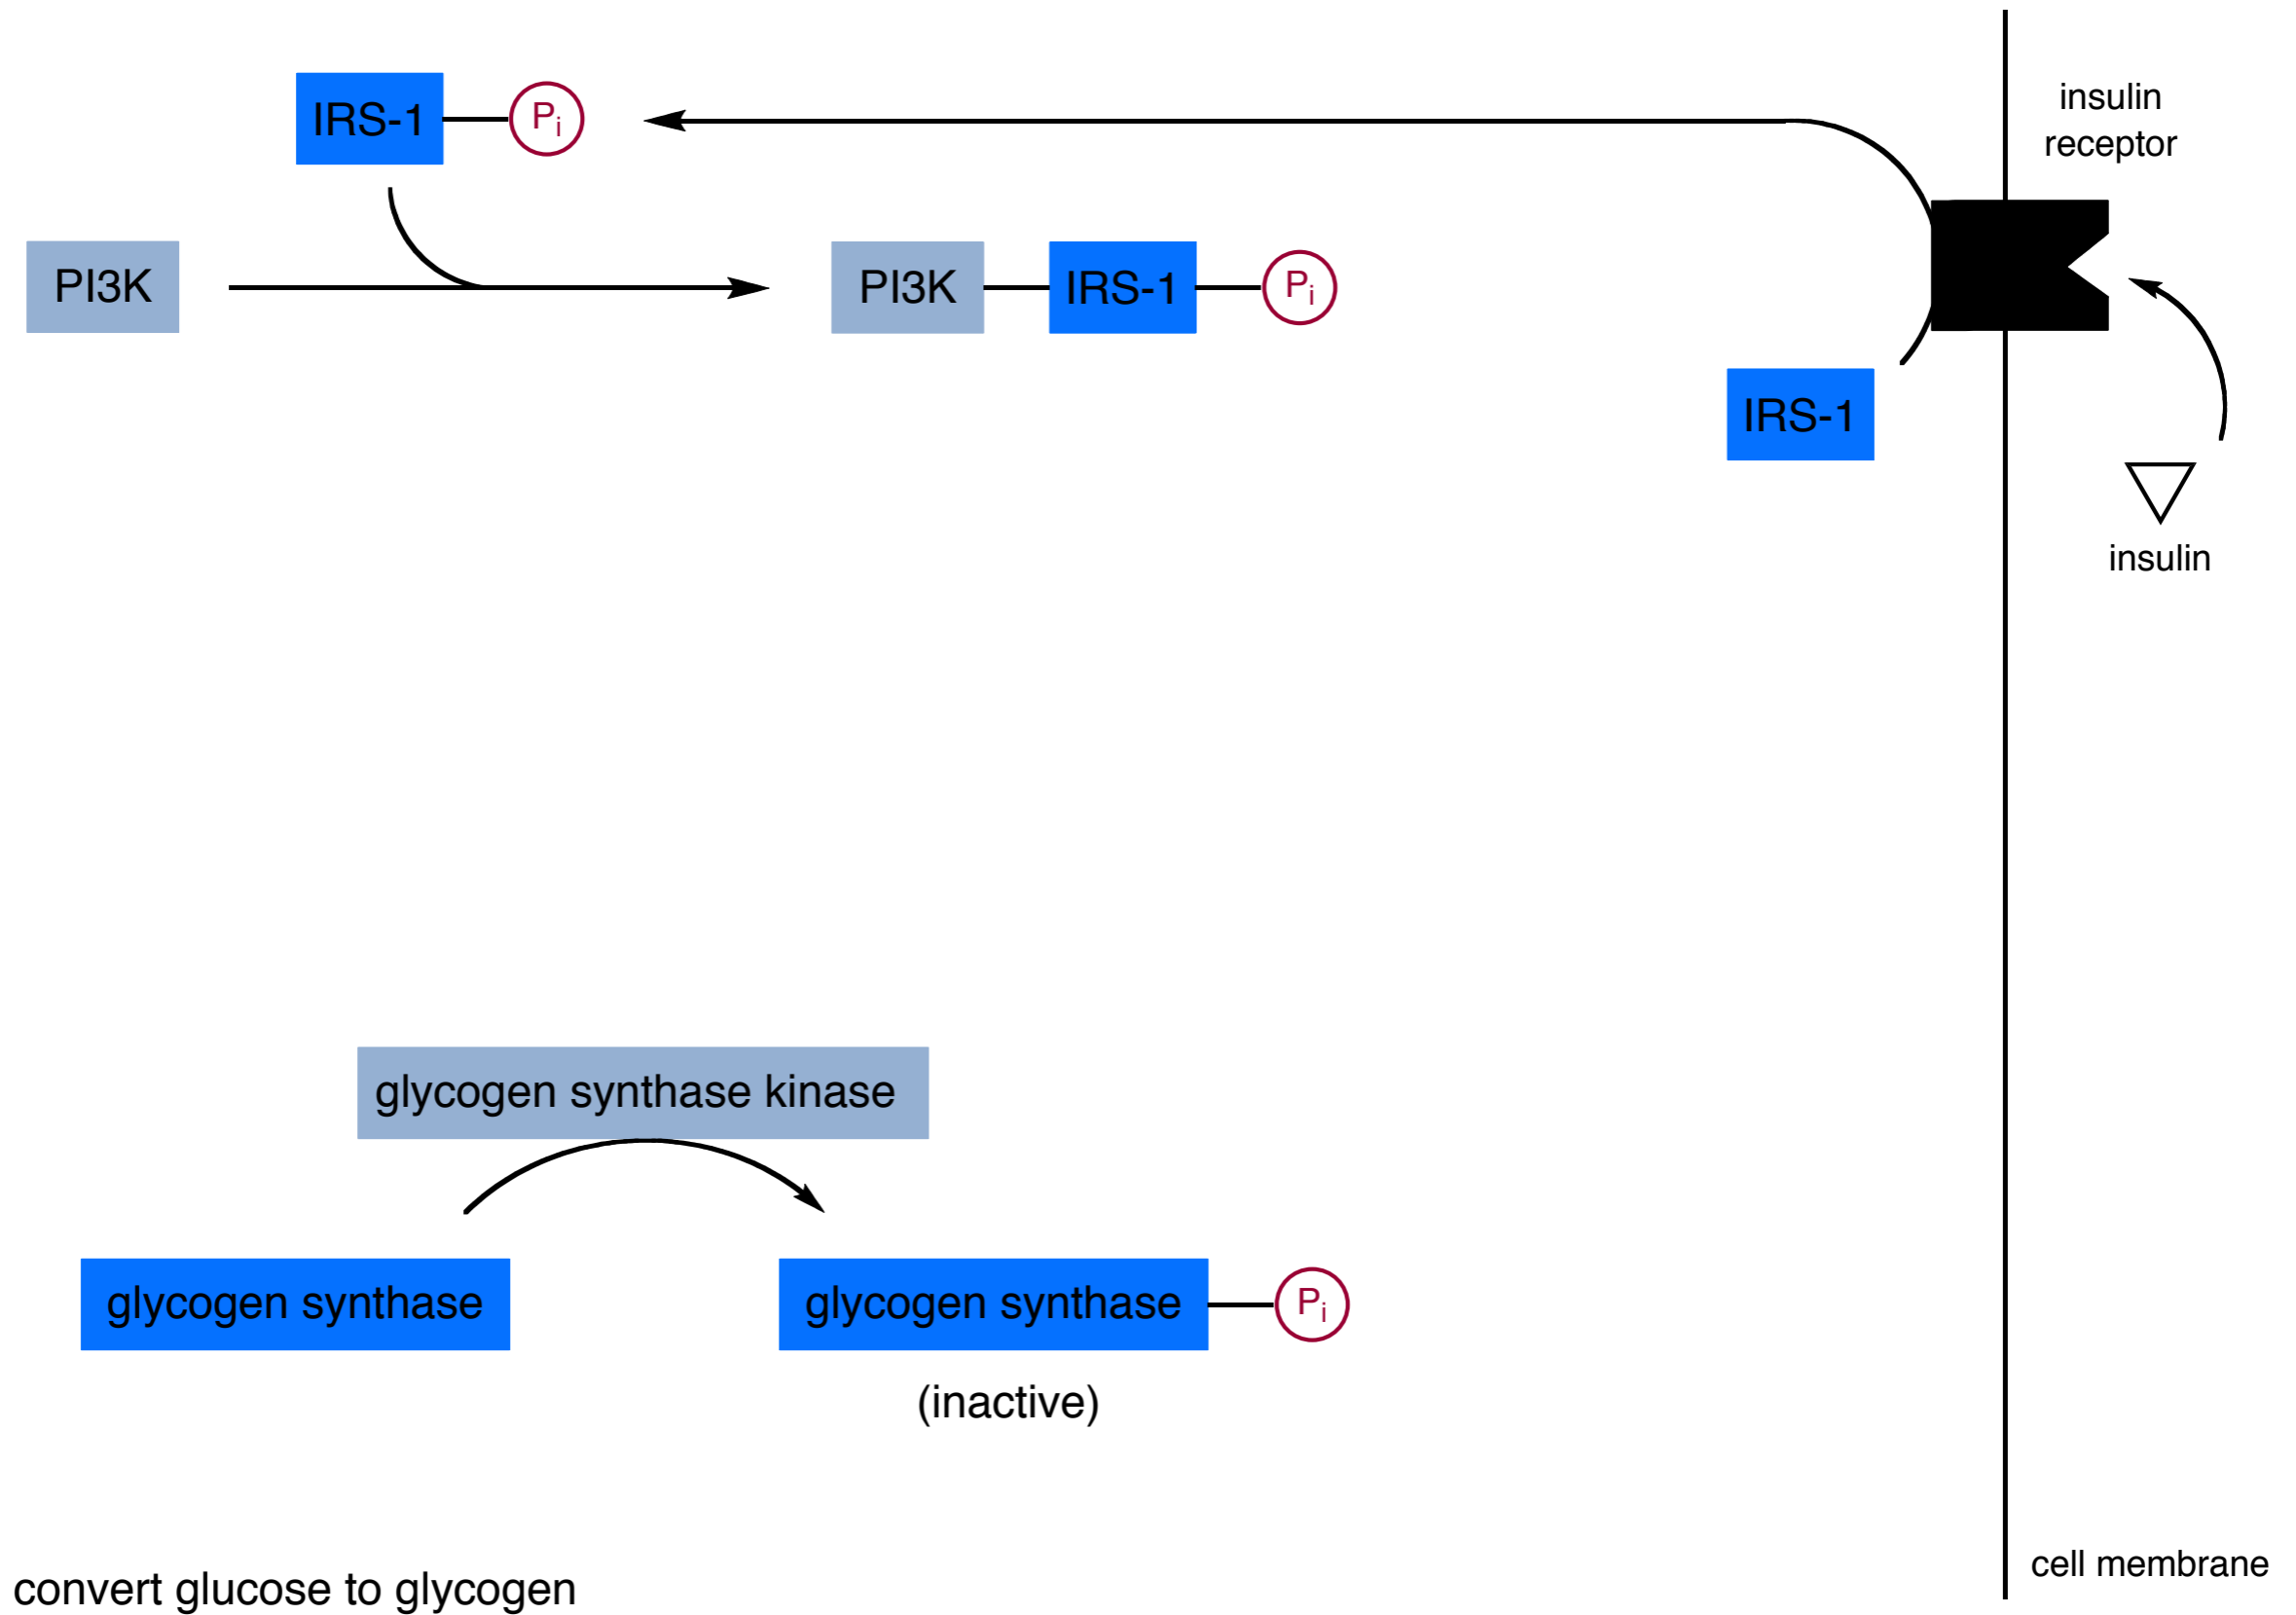 insulin
receptor
IRS-1
Pi
PI3K
PI3K
IRS-1
Pi
IRS-1
insulin
glycogen synthase kinase
glycogen synthase
glycogen synthase
Pi
(inactive)
cell membrane
convert glucose to glycogen